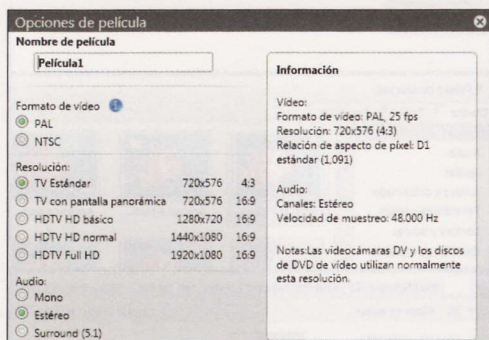 Opciones de película
Nombre de película
Película1
Formato de vídeo
PAL
NTSC
Resolución:
TV Estándar 720x576 4:3
TV con pantalla panorámica 720x576 16:9
HDTV HD básico 1280x720 16:9
HDTV HD normal 1440x1080 16:9
HDTV Full HD 1920x1080 16:9
Audio:
Mono
Estéreo
Surround (5.1)
Información
Vídeo:
Formato de vídeo: PAL, 25 fps
Resolución: 720x576 (4:3)
Relación de aspecto de píxel: D1
estándar (1,091)
Audio:
Canales: Estéreo
Velocidad de muestreo: 48.000 Hz
Notas:Las videocámaras DV y los discos
de DVD de vídeo utilizan normalmente
esta resolución.